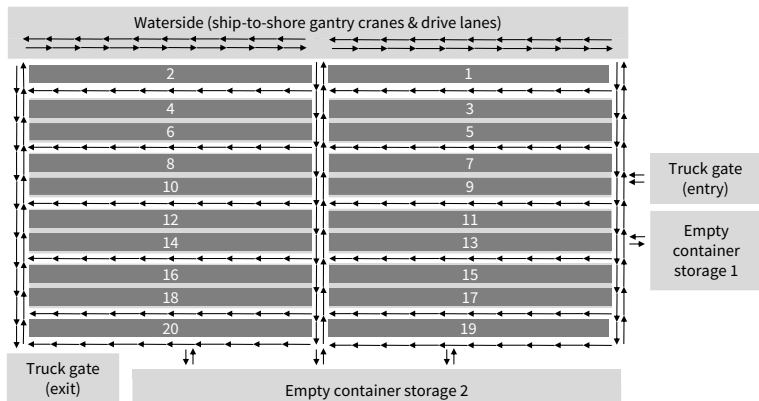 Waterside (ship-to-shore gantry cranes & drive lanes)
2
1
4
3
6
5
8
7
10
9
12
11
14
13
16
15
18
17
20
19
Truck gate
(entry)
Empty
container
storage 1
Truck gate
(exit)
Empty container storage 2